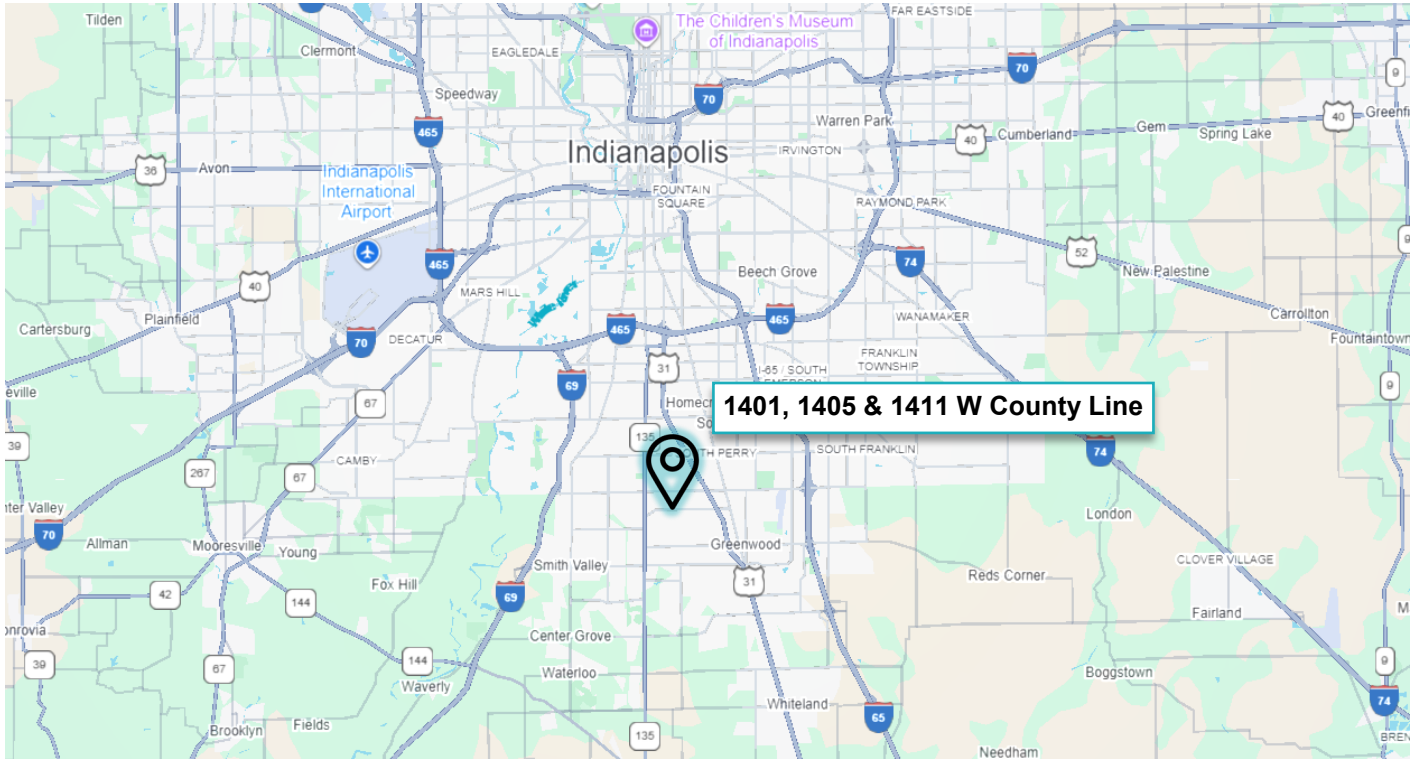 Tilden
Clermont
EAGLEDALE
The Children's Museum
of Indianapolis
FAR EASTSIDE
70
9
Speedway
70
465
Warren Park
40
Greenfi
Gem
Spring Lake
Cumberland
40
Indianapolis
IRVINGTON
36
Avon
Indianapolis
International
Airport
FOUNTAIN
SQUARE
RAYMOND PARK
9
52
465
74
Beech Grove
New Palestine
40
MARS HILL
Plainfield
Cartersburg
465
465
WANAMAKER
Carrollton
70
DECATUR
Fountaintown
31
FRANKLIN
TOWNSHIP
I-65 / SOUTH
69
9
67
Homecr
1401, 1405 & 1411 W County Line
39
135
TH PERRY
SOUTH FRANKLIN
74
CAMBY
267
67
nter Valley
London
70
Allman
Mooresville
Young
Greenwood
CLOVER VILLAGE
Smith Valley
Reds Corner
31
Fox Hill
42
69
144
Fairland
onrovia
Center Grove
39
67
144
Waterloo
9
Waverly
Boggstown
Whiteland
74
65
Brooklyn
Fields
135
BREN
Needham